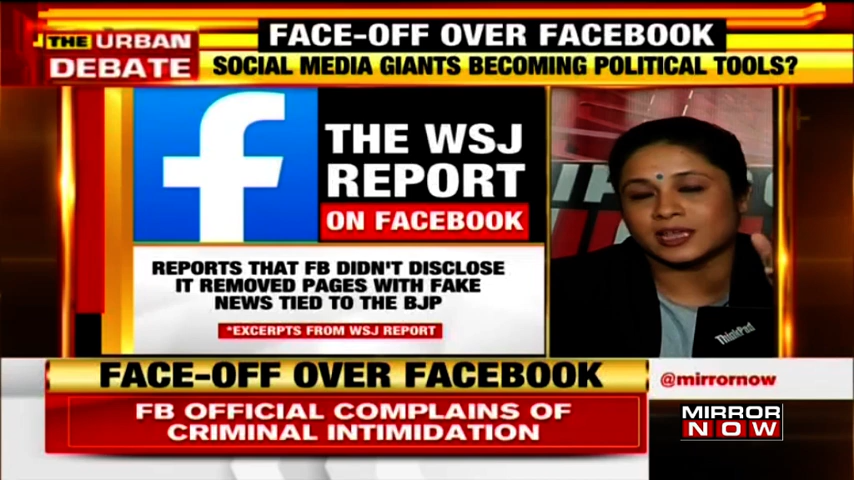 THE URBAN
DEBATE
FACE-OFF OVER FACEBOOK
SOCIAL MEDIA GIANTS BECOMING POLITICAL TOOLS?
f
THE WSJ
REPORT
ON FACEBOOK
REPORTS THAT FB DIDN'T DISCLOSE
IT REMOVED PAGES WITH FAKE
NEWS TIED TO THE BJP
*EXCERPTS FROM WSJ REPORT
ThinkPad
FACE-OFF OVER FACEBOOK
@mirrornow
FB OFFICIAL COMPLAINS OF
CRIMINAL INTIMIDATION
MIRROR
NOW